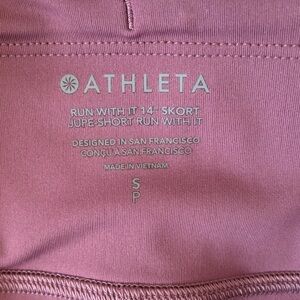 ATHLETA
RUN WITH IT 14" SKORT
JUPE-SHORT RUN WITH IT
DESIGNED IN SAN FRANCISCO
CONÇU A SAN FRANCISCO
MADE IN VIETNAM
S
P